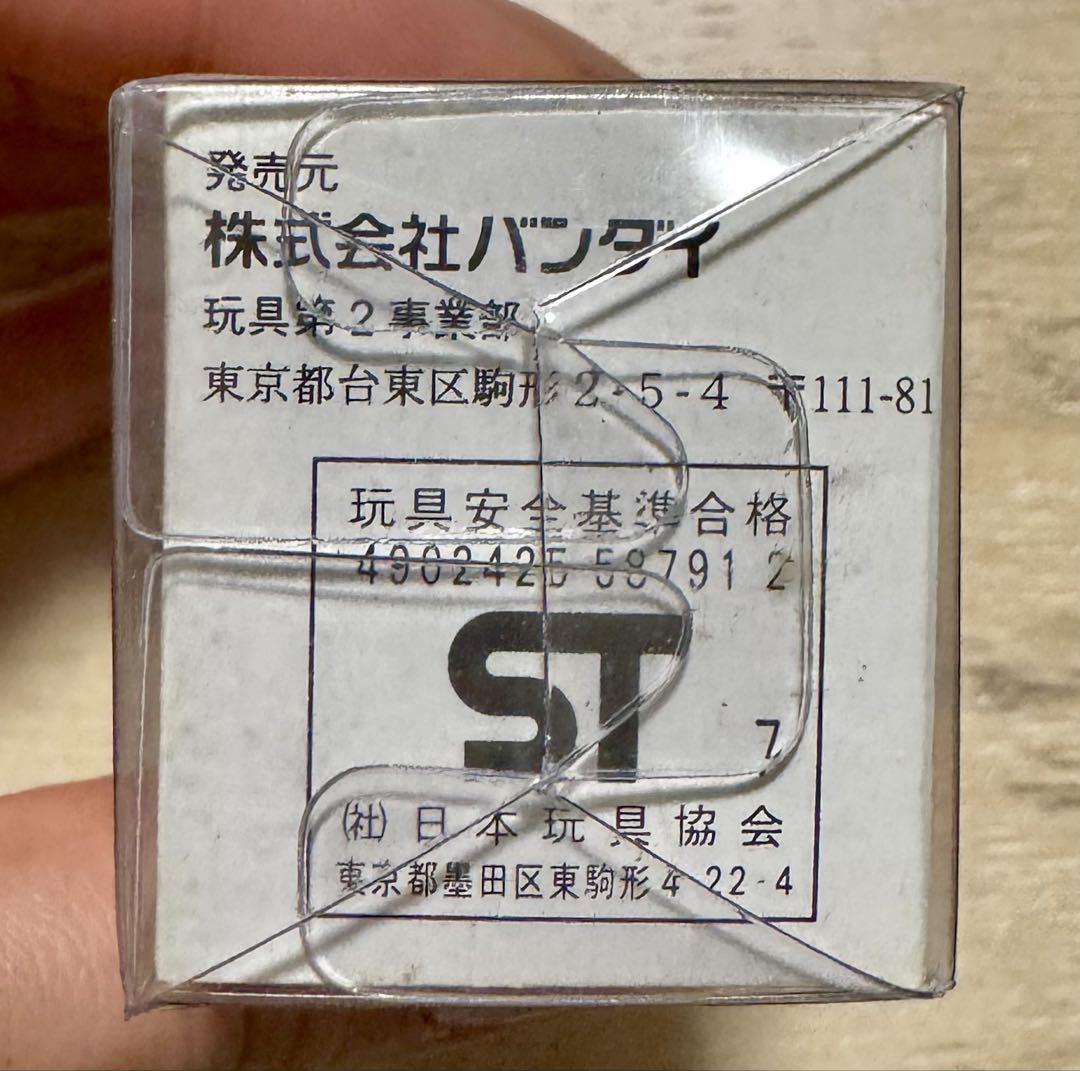 発売元
株式会社バンダイ
玩具第2事業部
東京都台東区駒形2-5-4 〒111-81
玩具安全基準合格
4902425 58791 2
ST
7
㈳日本玩具協会
東京都墨田区東駒形4-22-4